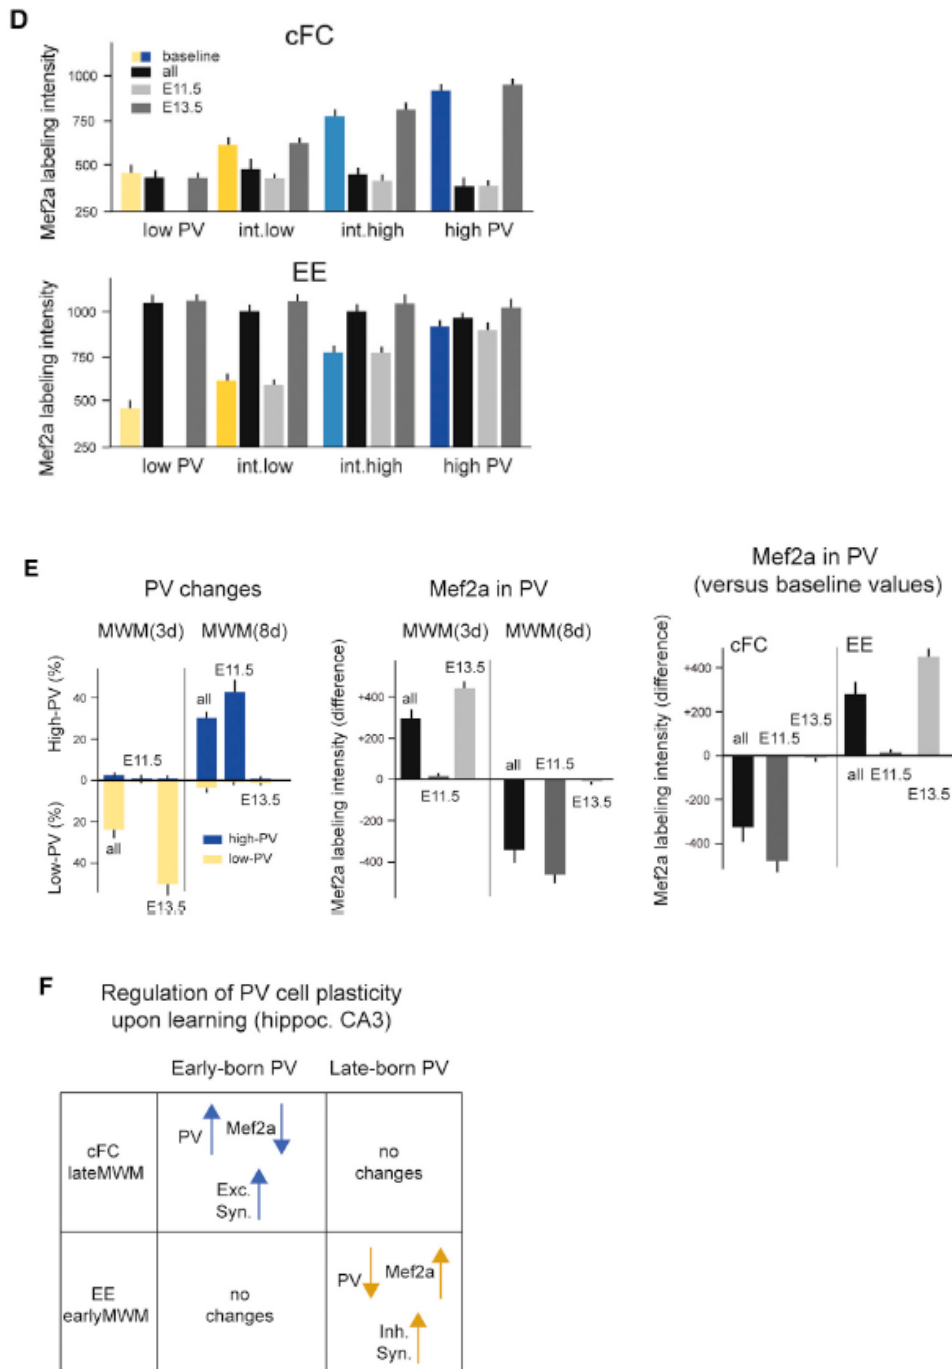 D
cFC
Mef2a labeling intensity
1000
750
500
250
baseline
all
E11.5
E13.5
low PV int.low int.high high PV
EE
Mef2a labeling intensity
1000
750
500
250
low PV int.low int.high high PV
E
PV changes
MWM(3d) MWM(8d)
High-PV (%)
Low-PV (%)
40
20
0
20
40
E11.5
all
E13.5
all
E11.5
E13.5
high-PV
low-PV
Mef2a in PV
MWM(3d) MWM(8d)
Mef2a labeling intensity (difference)
+400
+200
0
-200
-400
all
E11.5
E13.5
all
E11.5
E13.5
Mef2a in PV
(versus baseline values)
cFC EE
Mef2a labeling intensity (difference)
+400
+200
0
-200
-400
all
E11.5
E13.5
all
E11.5
E13.5
F
Regulation of PV cell plasticity
upon learning (hippoc. CA3)
Early-born PV Late-born PV
cFC
lateMWM
PV Mef2a
Exc.
Syn.
no
changes
EE
earlyMWM
no
changes
PV Mef2a
Inh.
Syn.